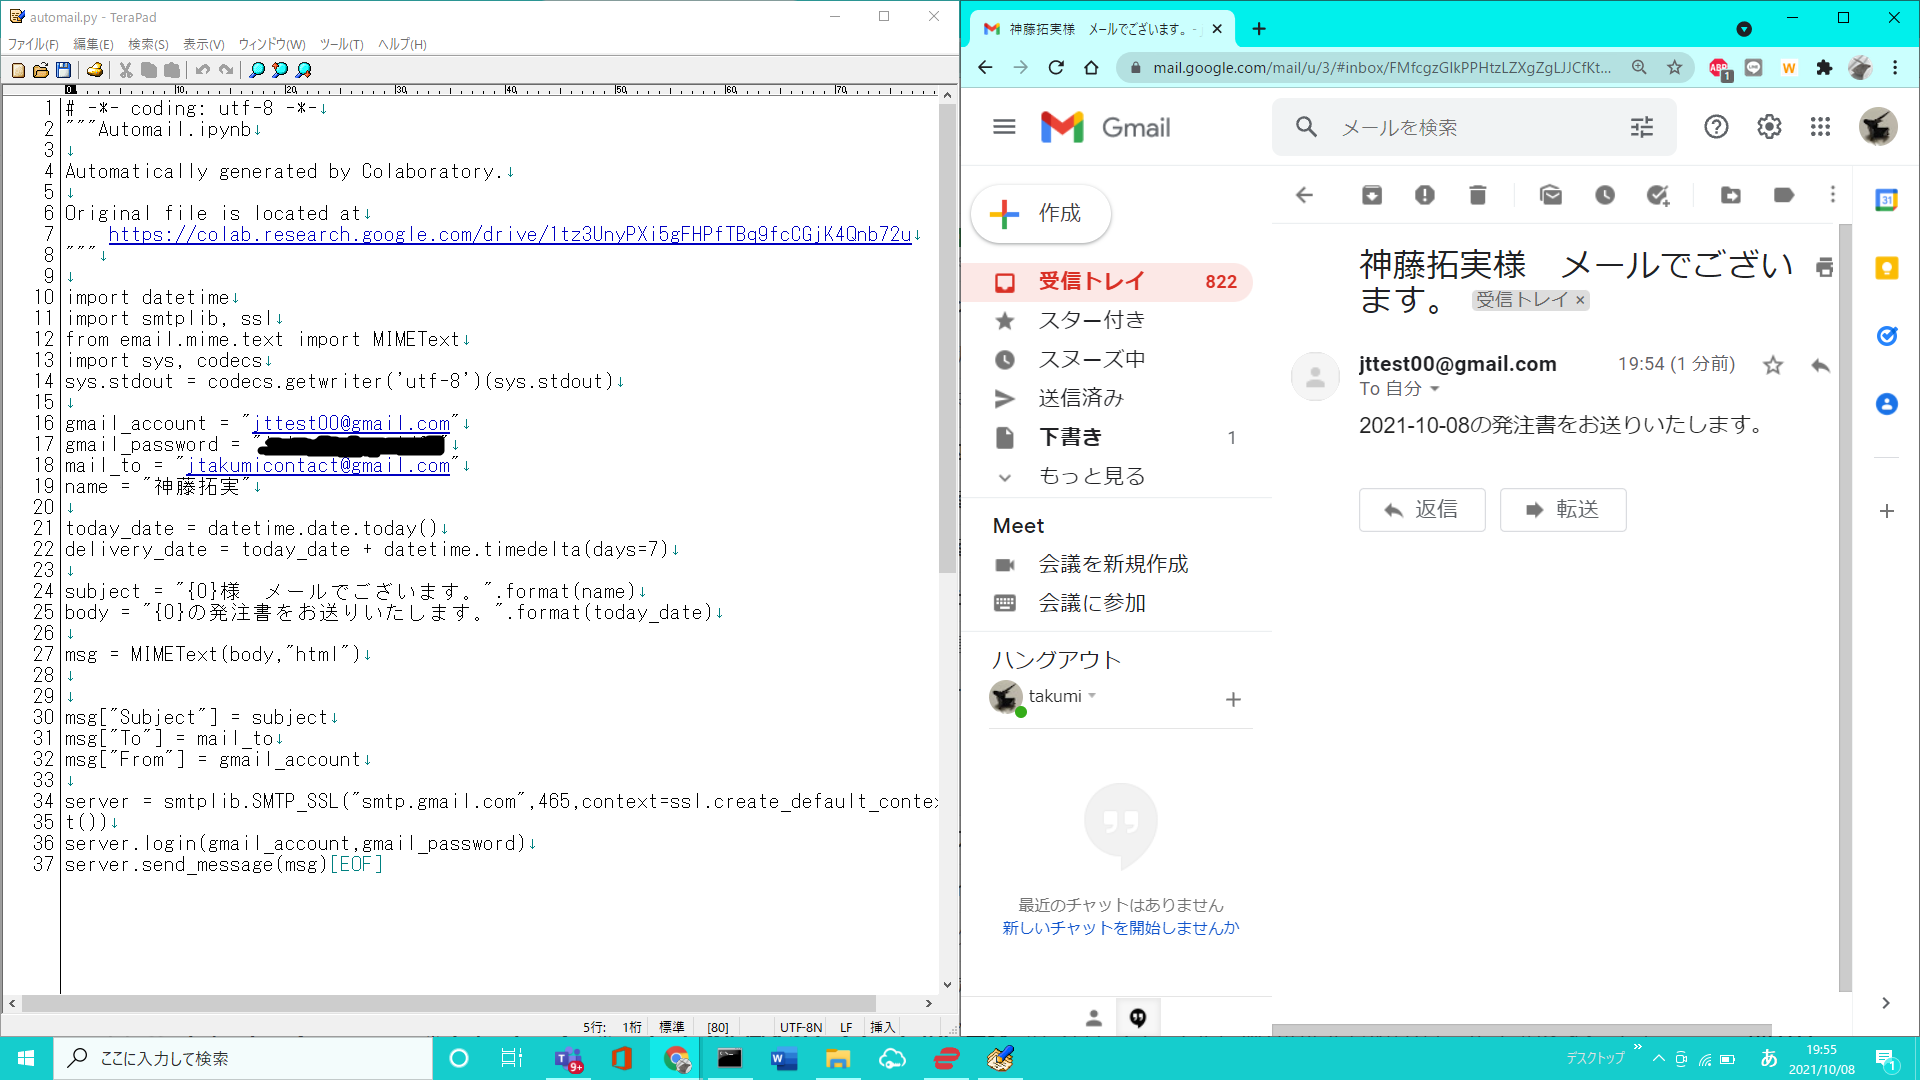 automail.py - TeraPad
ファイル(F) 編集(E) 検索(S) 表示(V) ウィンドウ(W) ツール(T) ヘルプ(H)
0 10 20 30 40 50 60 70
1 # -*- coding: utf-8 -*-↓
2 """Automail.ipynb↓
3 ↓
4 Automatically generated by Colaboratory.↓
5 ↓
6 Original file is located at↓
7 https://colab.research.google.com/drive/1tz3UnyPXi5gFHPfTBq9fcCGjK4Qnb72u↓
8 """↓
9 ↓
10 import datetime↓
11 import smtplib, ssl↓
12 from email.mime.text import MIMEText↓
13 import sys, codecs↓
14 sys.stdout = codecs.getwriter('utf-8')(sys.stdout)↓
15 ↓
16 gmail_account = "jttest00@gmail.com"↓
17 gmail_password = " "↓
18 mail_to = "jtakumicontact@gmail.com"↓
19 name = "神藤拓実"↓
20 ↓
21 today_date = datetime.date.today()↓
22 delivery_date = today_date + datetime.timedelta(days=7)↓
23 ↓
24 subject = "{0}様　メールでございます。".format(name)↓
25 body = "{0}の発注書をお送りいたします。".format(today_date)↓
26 ↓
27 msg = MIMEText(body,"html")↓
28 ↓
29 ↓
30 msg["Subject"] = subject↓
31 msg["To"] = mail_to↓
32 msg["From"] = gmail_account↓
33 ↓
34 server = smtplib.SMTP_SSL("smtp.gmail.com",465,context=ssl.create_default_contex
35 t())↓
36 server.login(gmail_account,gmail_password)↓
37 server.send_message(msg)[EOF]
5行: 1桁 標準 [80] UTF-8N LF 挿入
神藤拓実様　メールでございます。 -
mail.google.com/mail/u/3/#inbox/FMfcgzGlkPPHtzLZXgZgLJJCfKt...
ABP 1 W
Gmail
メールを検索
作成
受信トレイ 822
スター付き
スヌーズ中
送信済み
下書き 1
もっと見る
Meet
会議を新規作成
会議に参加
ハングアウト
takumi
最近のチャットはありません
新しいチャットを開始しませんか
神藤拓実様　メールでござい
ます。 受信トレイ ×
jttest00@gmail.com 19:54 (1 分前)
To 自分
2021-10-08の発注書をお送りいたします。
返信 転送
31
ここに入力して検索
9+
デスクトップ
あ
19:55
2021/10/08
1